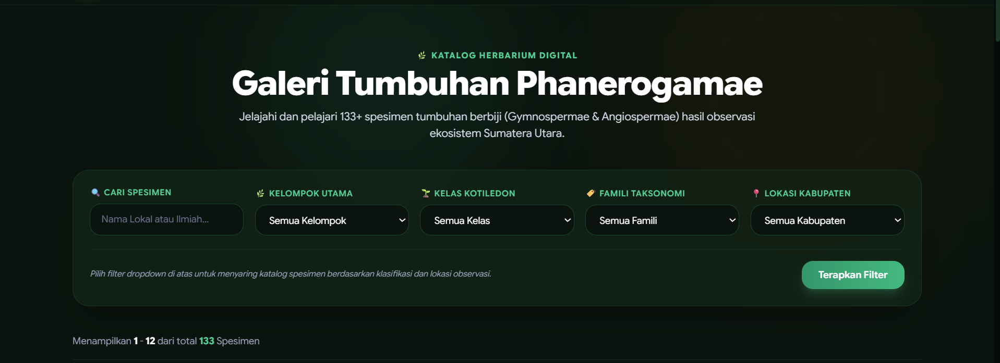 KATALOG HERBARIUM DIGITAL
Galeri Tumbuhan Phanerogamae
Jelajahi dan pelajari 133+ spesimen tumbuhan berbiji (Gymnospermae & Angiospermae) hasil observasi
ekosistem Sumatera Utara.
CARI SPESIMEN
Nama Lokal atau Ilmiah...
KELOMPOK UTAMA
Semua Kelompok
KELAS KOTILEDON
Semua Kelas
FAMILI TAKSONOMI
Semua Famili
LOKASI KABUPATEN
Semua Kabupaten
Pilih filter dropdown di atas untuk menyaring katalog spesimen berdasarkan klasifikasi dan lokasi observasi.
Terapkan Filter
Menampilkan 1 - 12 dari total 133 Spesimen